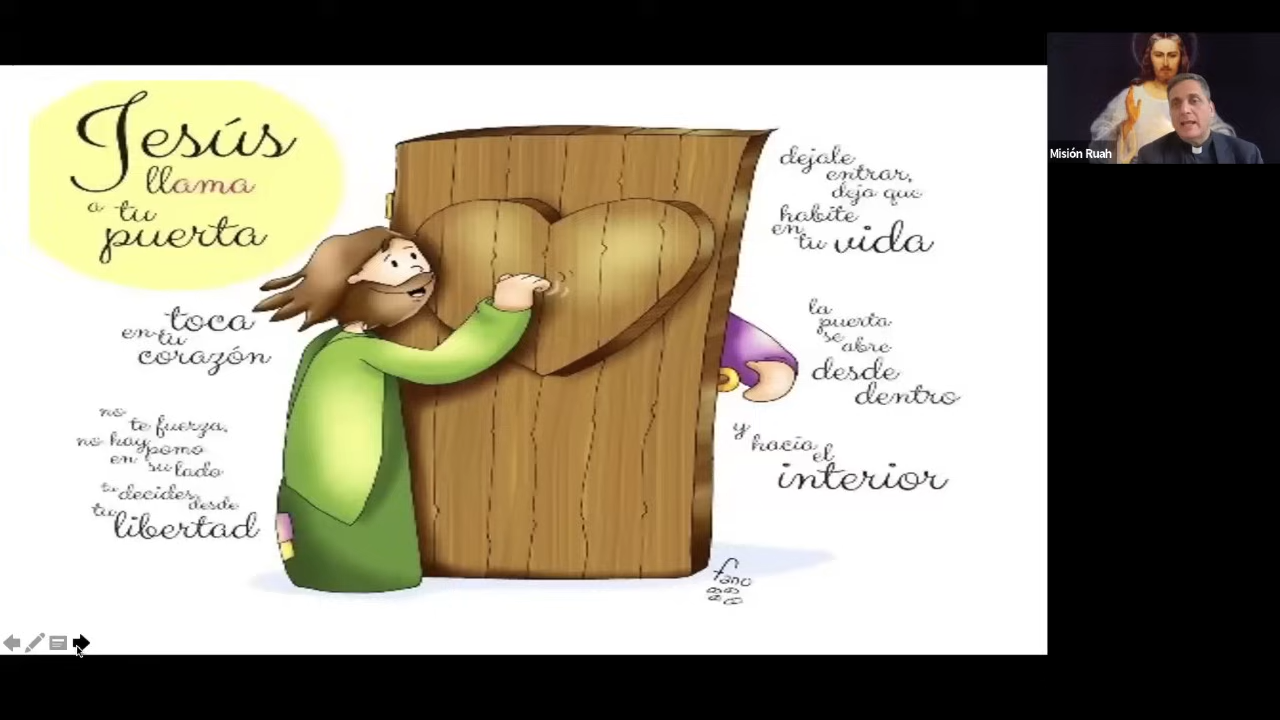 Jesús
llama
a tu
puerta
toca
en tu
corazón
no
te fuerza,
no hay
pomo
en su lado
tu
decides
desde
tu
libertad
dejale
entrar,
deja que
habite
en
tu vida
la
puerta
se
abre
desde
dentro
y
hacia
el
interior
fano
Misión Ruah